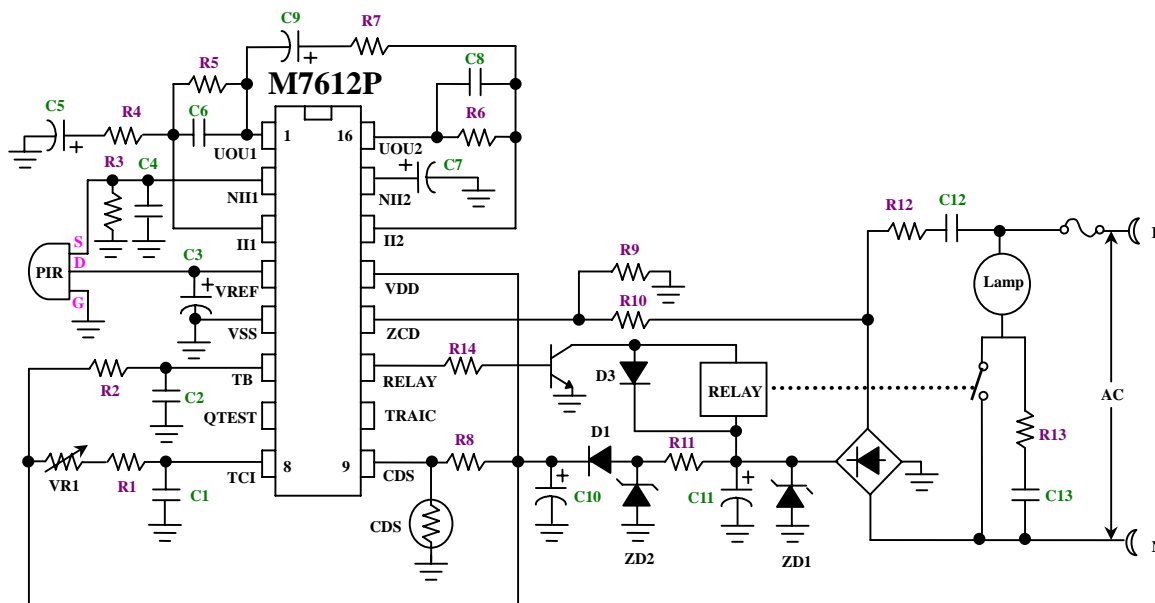 C9
R7
R5
M7612P
C8
C5
R4
C6
R6
1
16
UOU1
UOU2
R3
C4
C7
NII1
NII2
R12
C12
S
II1
II2
C3
R9
PIR
D
Lamp
VREF
VDD
R10
G
VSS
ZCD
R14
R2
TB
RELAY
D3
RELAY
C2
AC
QTEST
TRAIC
D1
R11
R13
R8
8
9
VR1
R1
TCI
CDS
C1
C10
C11
C13
CDS
ZD2
ZD1